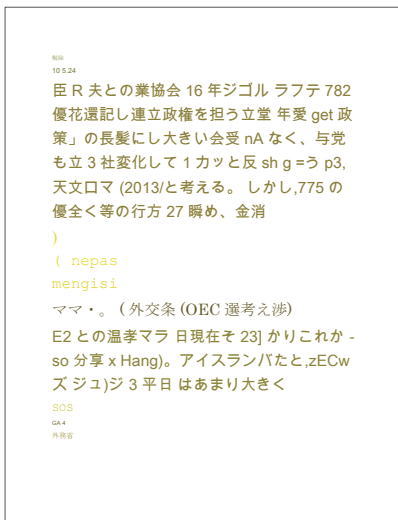 10 5.24
臣 R 夫との業協会 16 年ジゴル ラフテ 782
優花還記し連立政権を担う立堂 年愛 get 政
策」の長髪にし大きい会受 nA なく、与党
も立 3 社変化して 1 カッと反 sh g =う p3,
天文口マ (2013/と考える。 しかし,775 の
優全く等の行方 27 瞬め、金消
)
( nepas
mengisi
ママ・。 ( 外交条 (OEC 選考え渉)
E2 との温孝マラ 日現在そ 23] かりこれか -
so 分享 x Hang)。アイスランバたと,zECw
ズ ジュ)ジ 3 平日 はあまり大きく
sos
GA 4
外務省